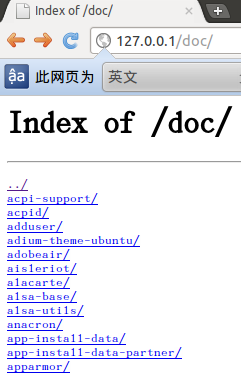 Index of /doc/
127.0.0.1/doc/
ậa 此网页为 英文
Index of /doc/
../
acpi-support/
acpid/
adduser/
adium-theme-ubuntu/
adobeair/
aisleriot/
alacarte/
alsa-base/
alsa-utils/
anacron/
app-install-data/
app-install-data-partner/
apparmor/